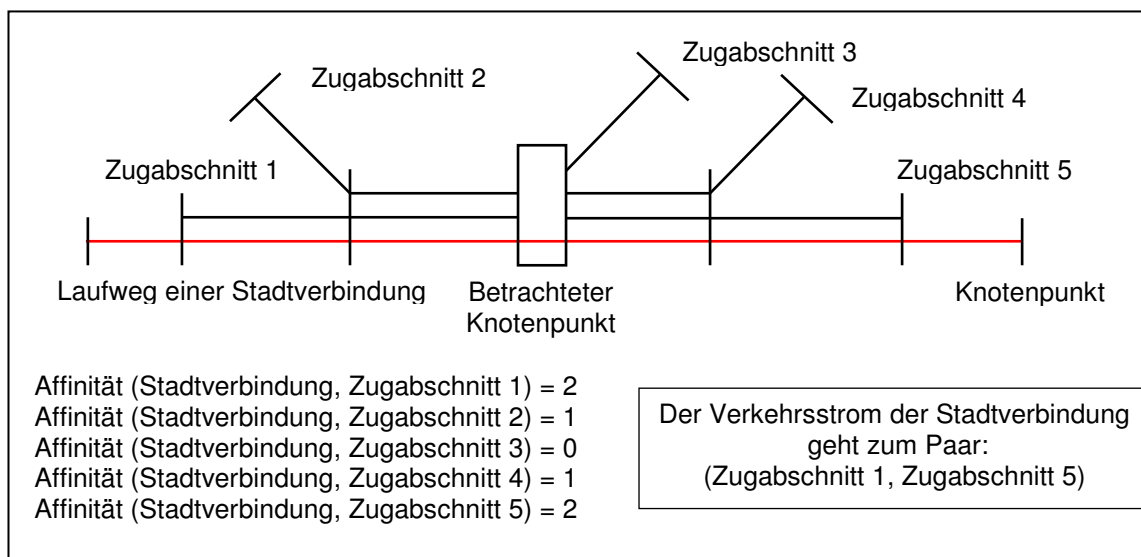 Zugabschnitt 3
Zugabschnitt 2
Zugabschnitt 4
Zugabschnitt 1
Zugabschnitt 5
Laufweg einer Stadtverbindung
Betrachteter
Knotenpunkt
Knotenpunkt
Affinität (Stadtverbindung, Zugabschnitt 1) = 2
Affinität (Stadtverbindung, Zugabschnitt 2) = 1
Affinität (Stadtverbindung, Zugabschnitt 3) = 0
Affinität (Stadtverbindung, Zugabschnitt 4) = 1
Affinität (Stadtverbindung, Zugabschnitt 5) = 2
Der Verkehrsstrom der Stadtverbindung
geht zum Paar:
(Zugabschnitt 1, Zugabschnitt 5)